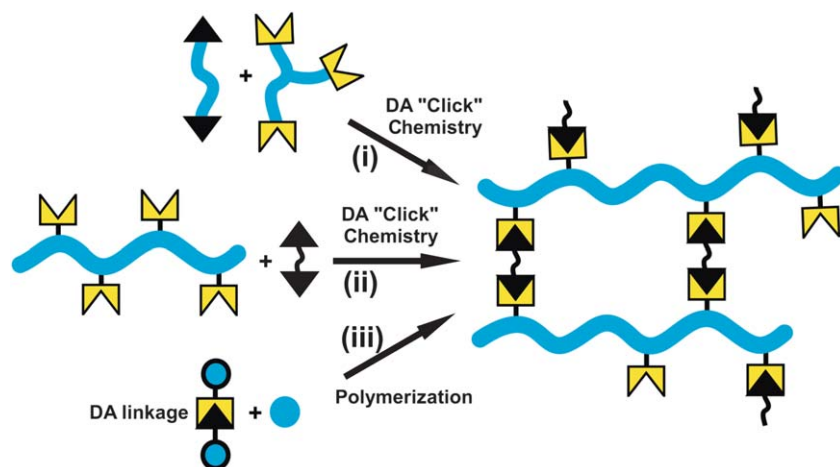 +
DA "Click"
Chemistry
(i)
+
DA "Click"
Chemistry
(ii)
(iii)
DA linkage
+
Polymerization